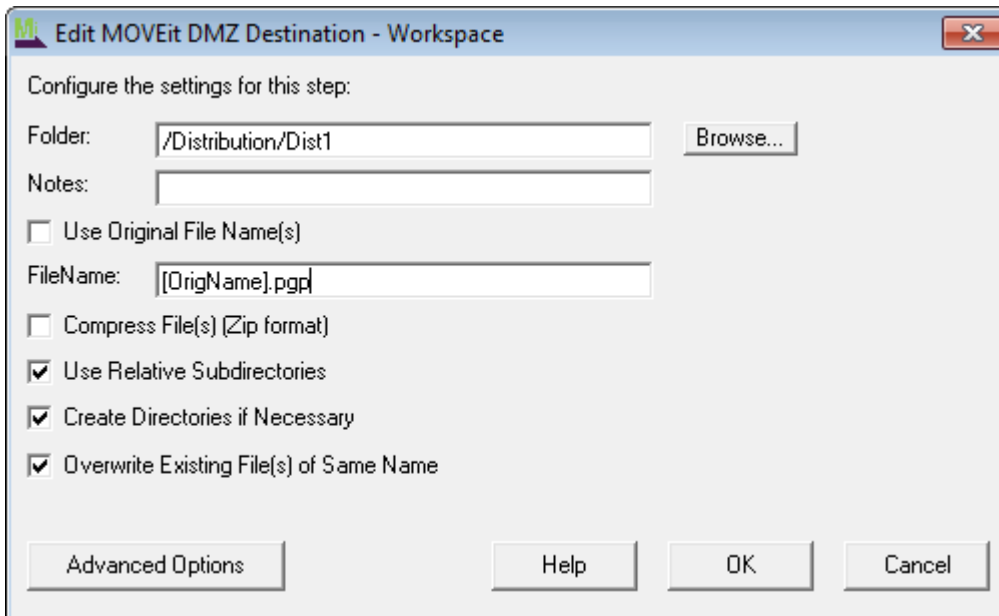 Edit MOVEit DMZ Destination - Workspace
Configure the settings for this step:
Folder: /Distribution/Dist1 Browse...
Notes:
Use Original File Name(s)
FileName: [OrigName].pgp
Compress File(s) (Zip format)
Use Relative Subdirectories
Create Directories if Necessary
Overwrite Existing File(s) of Same Name
Advanced Options Help OK Cancel